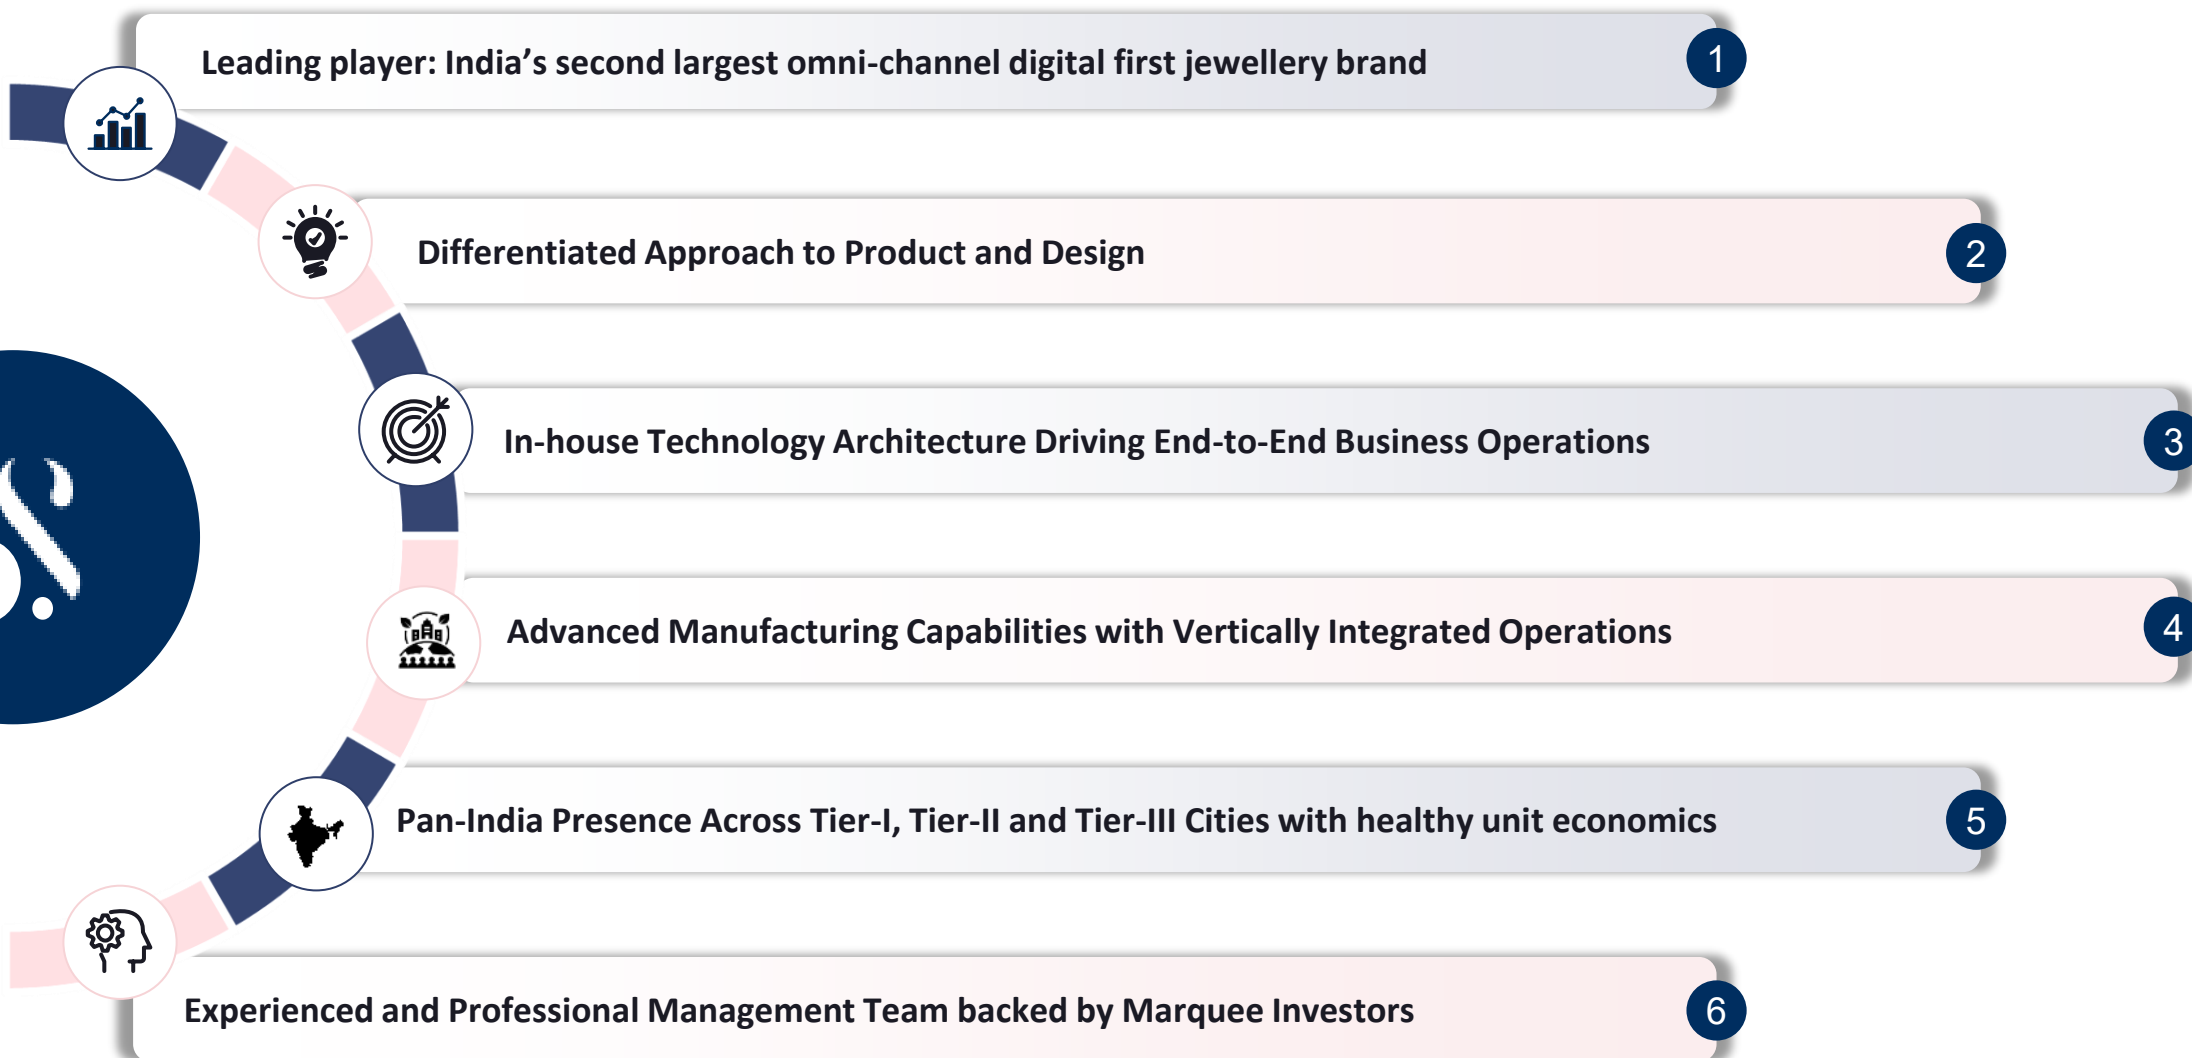 Leading player: India’s second largest omni-channel digital first jewellery brand 1
Differentiated Approach to Product and Design 2
In-house Technology Architecture Driving End-to-End Business Operations 3
Advanced Manufacturing Capabilities with Vertically Integrated Operations 4
Pan-India Presence Across Tier-I, Tier-II and Tier-III Cities with healthy unit economics 5
Experienced and Professional Management Team backed by Marquee Investors 6